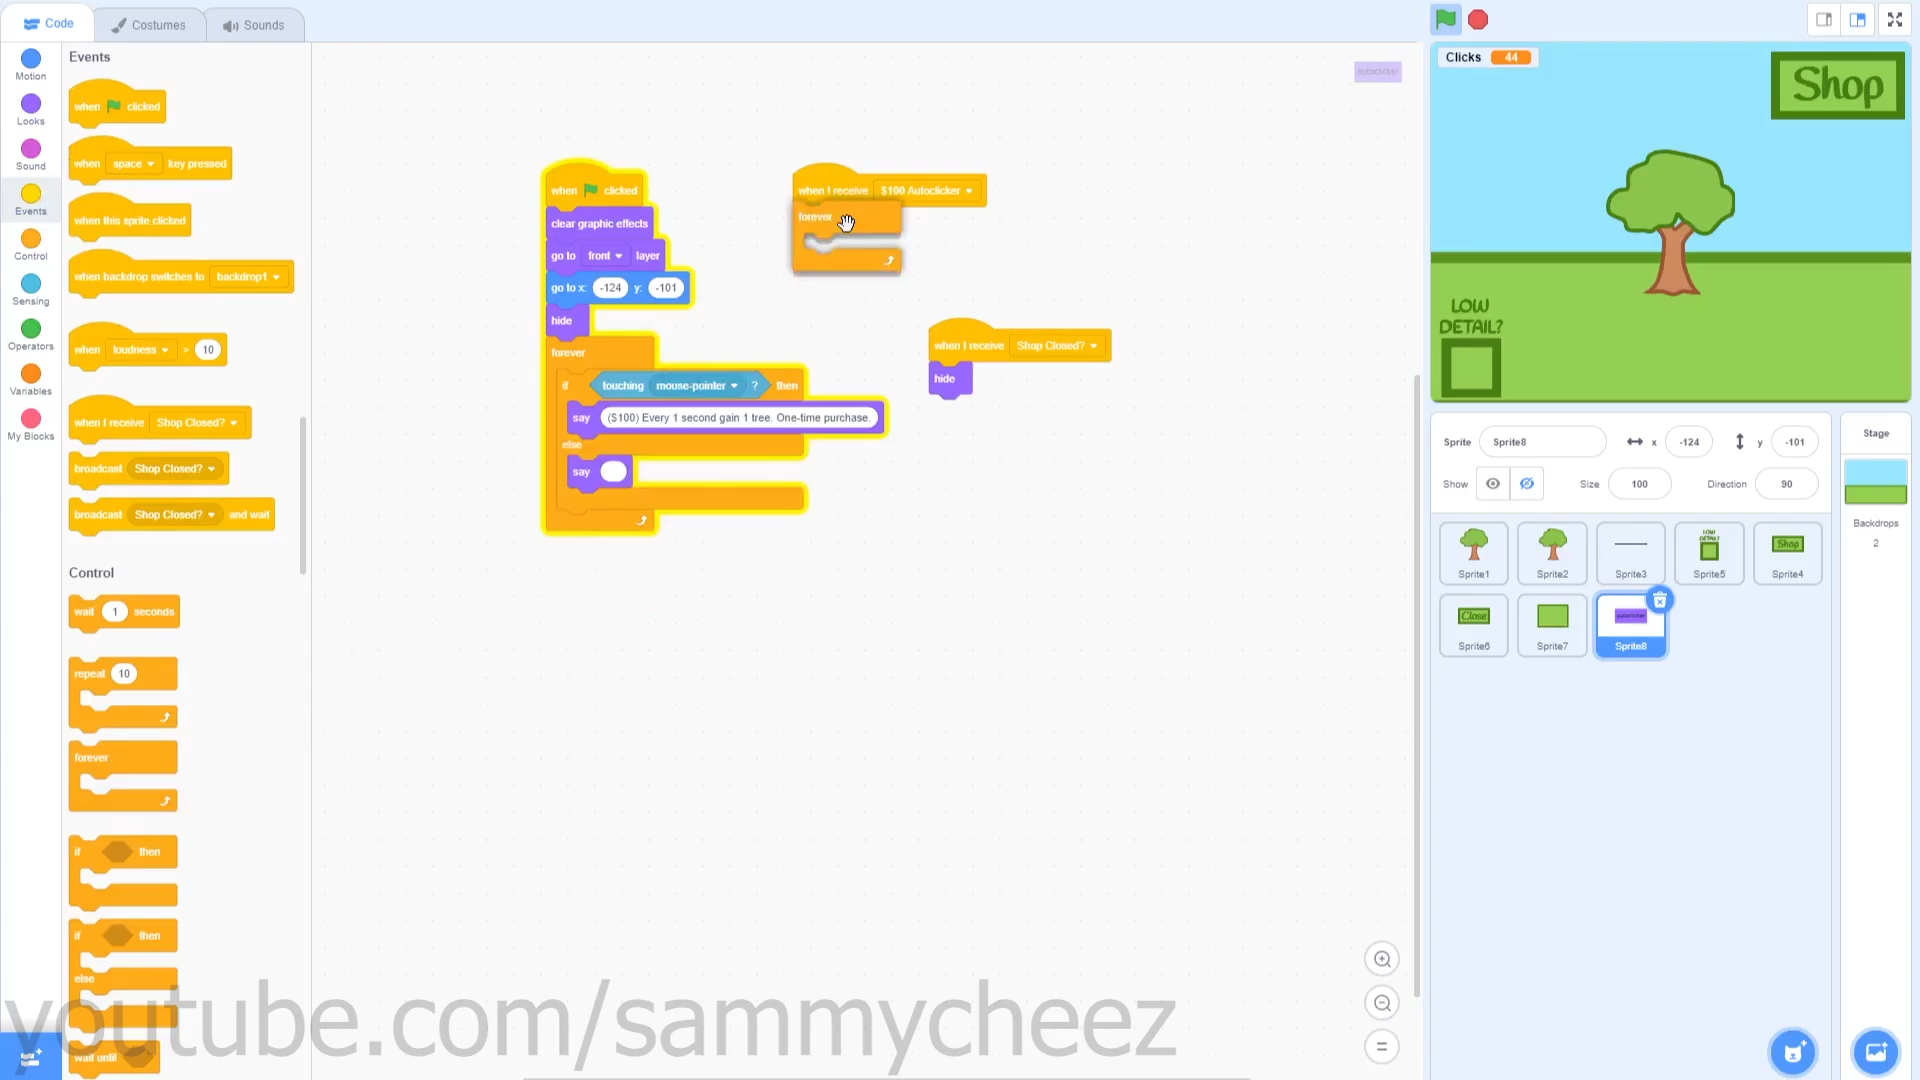 Code
Costumes
Sounds
Motion
Looks
Sound
Events
Control
Sensing
Operators
Variables
My Blocks
Events
when clicked
when space key pressed
when this sprite clicked
when backdrop switches to backdrop1
when loudness > 10
when I receive Shop Closed?
broadcast Shop Closed?
broadcast Shop Closed? and wait
Control
wait 1 seconds
repeat 10
forever
if then
if then
else
wait until
when clicked
clear graphic effects
go to front layer
go to x: -124 y: -101
hide
forever
if touching mouse-pointer ? then
say ($100) Every 1 second gain 1 tree. One-time purchase.
else
say
when I receive $100 Autoclicker
forever
when I receive Shop Closed?
hide
autoclicker
Clicks 44
Shop
LOW
DETAIL?
Sprite Sprite8 x -124 y -101
Show Size 100 Direction 90
Stage
Backdrops
2
LOW
DETAIL?
Shop
Sprite1 Sprite2 Sprite3 Sprite5 Sprite4
Close
autoclicker
Sprite6 Sprite7 Sprite8
youtube.com/sammycheez